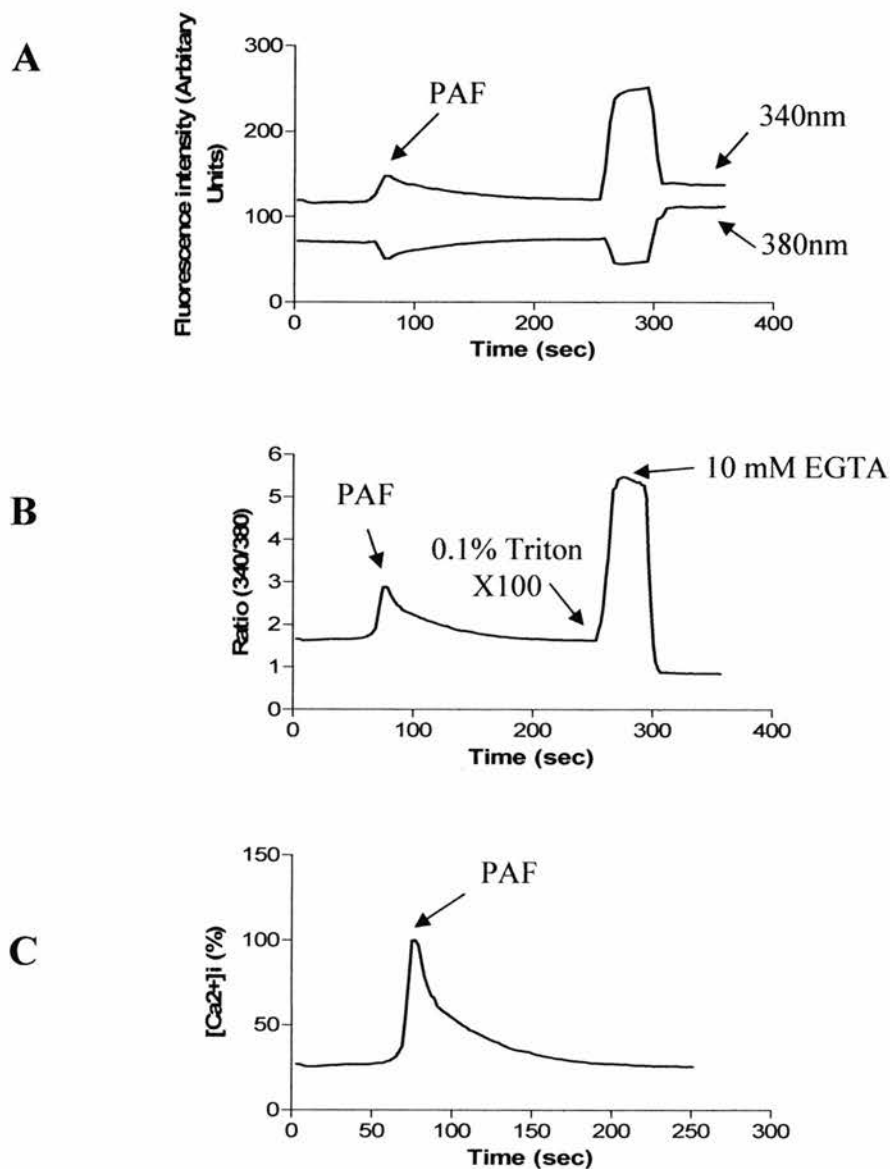 A
Fluorescence intensity (Arbitary
Units)
300
200
100
0
PAF
340nm
380nm
0
100
200
300
400
Time (sec)
B
Ratio (340/380)
6
5
4
3
2
1
0
PAF
0.1% Triton
X100
10 mM EGTA
0
100
200
300
400
Time (sec)
C
[Ca2+]i (%)
150
100
50
0
PAF
0
50
100
150
200
250
300
Time (sec)